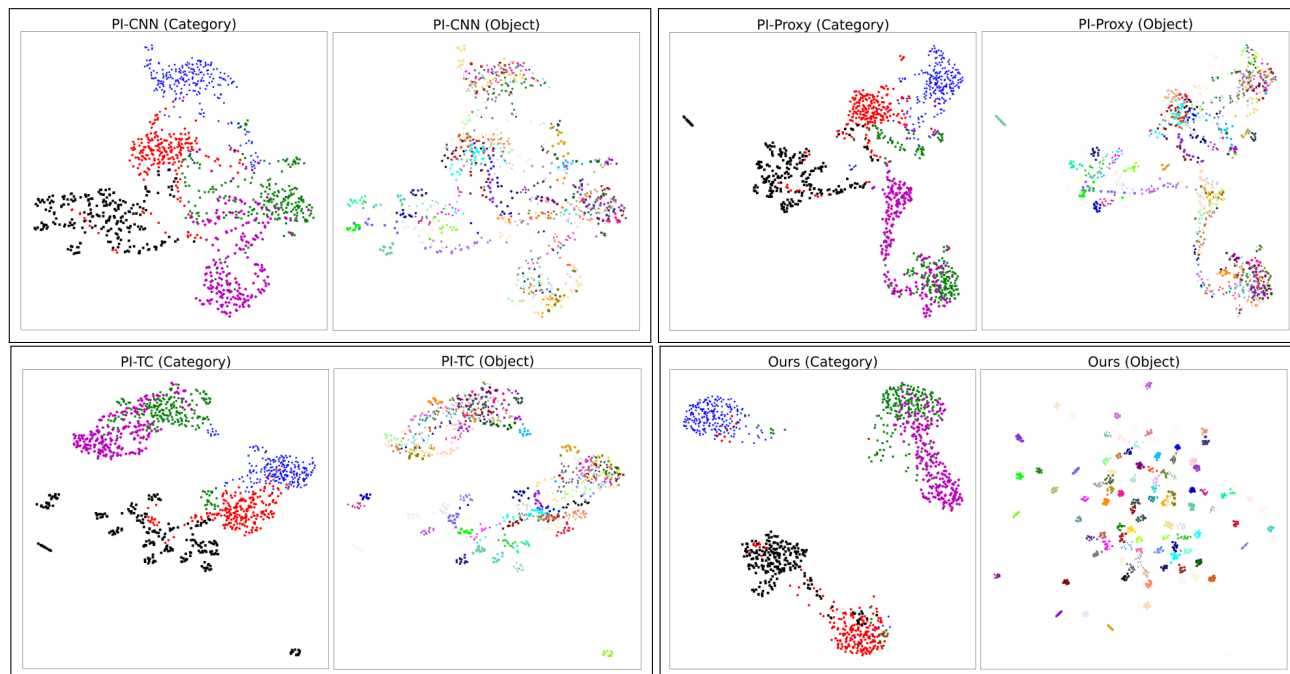 PI-CNN (Category)
PI-CNN (Object)
PI-Proxy (Category)
PI-Proxy (Object)
PI-TC (Category)
PI-TC (Object)
Ours (Category)
Ours (Object)